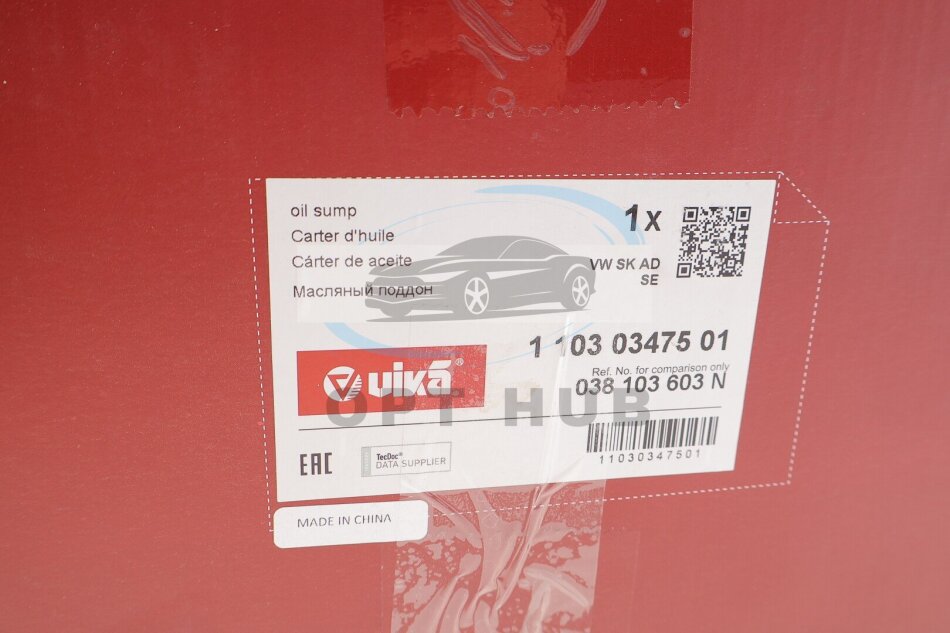 oil sump
Carter d'huile
Cárter de aceite
Масляный поддон
1x
VW SK AD
SE
1 103 03475 01
Ref. No. for comparison only
038 103 603 N
vika®
OPT HUB
11030347501
EAC
TecDoc®
DATA SUPPLIER
MADE IN CHINA